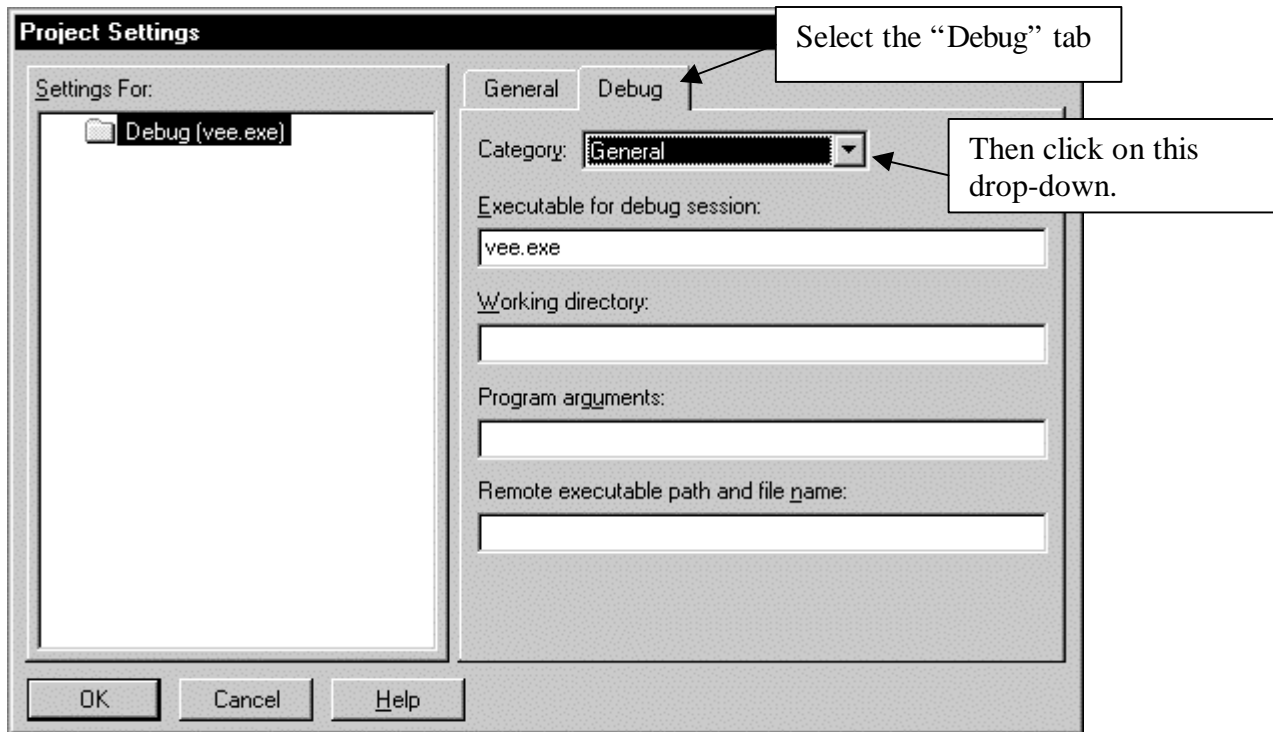 Project Settings
Select the “Debug” tab
Settings For:
Debug (vee.exe)
General
Debug
Category:
General
Then click on this
drop-down.
Executable for debug session:
vee.exe
Working directory:
Program arguments:
Remote executable path and file name:
OK
Cancel
Help